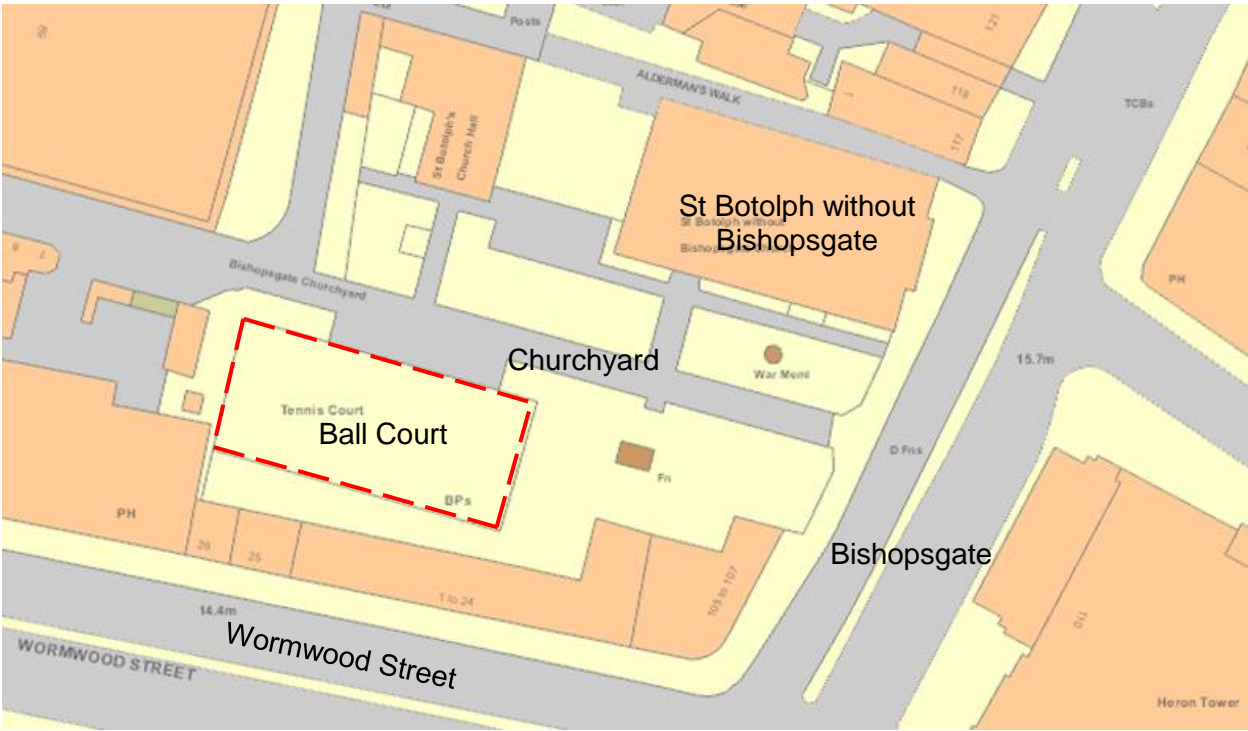 Posts
121
ALDERMAN'S WALK
1
119
117
TCBs
St Botolph's
Church Hall
St Botolph without
Bishopsgate
St Botolph without
PH
Bishopsgate Churchyard
Churchyard
War Meml
15.7m
Tennis Court
Ball Court
BPs
Fn
D Fns
PH
26
25
1 to 24
105 to 107
Bishopsgate
110
14.4m
Wormwood Street
WORMWOOD STREET
Heron Tower